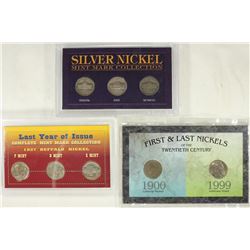 SILVER NICKEL
MINT MARK COLLECTION
Last Year of Issue
COMPLETE MINT MARK COLLECTION
1937 BUFFALO NICKEL
P MINT D MINT S MINT
FIRST & LAST NICKELS
OF THE
TWENTIETH CENTURY
1900
1999